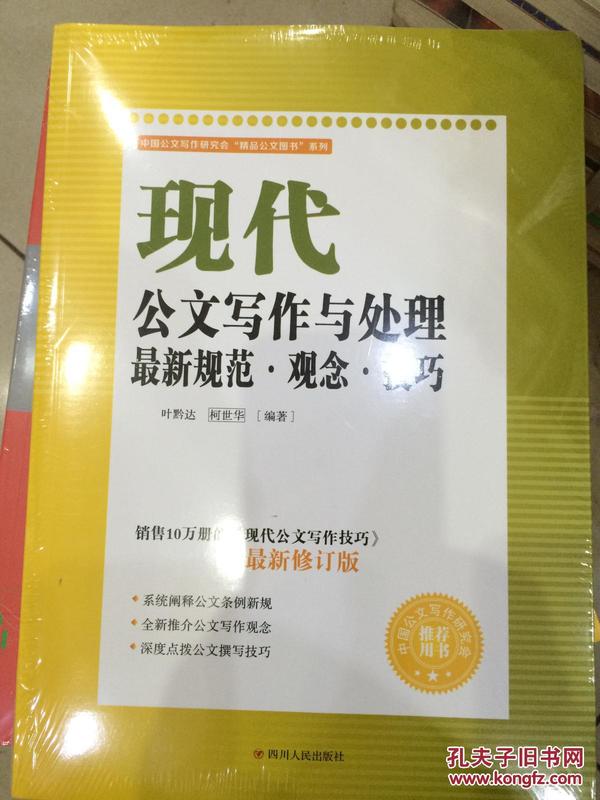 中国公文写作研究会“精品公文图书”系列
现代
公文写作与处理
最新规范·观念·技巧
叶黔达 柯世华 [编著]
销售10万册的《现代公文写作技巧》
最新修订版
系统阐释公文条例新规
全新推介公文写作观念
深度点拨公文撰写技巧
中国公文写作研究会
推荐
用书
四川人民出版社
孔夫子旧书网
www.kongfz.com